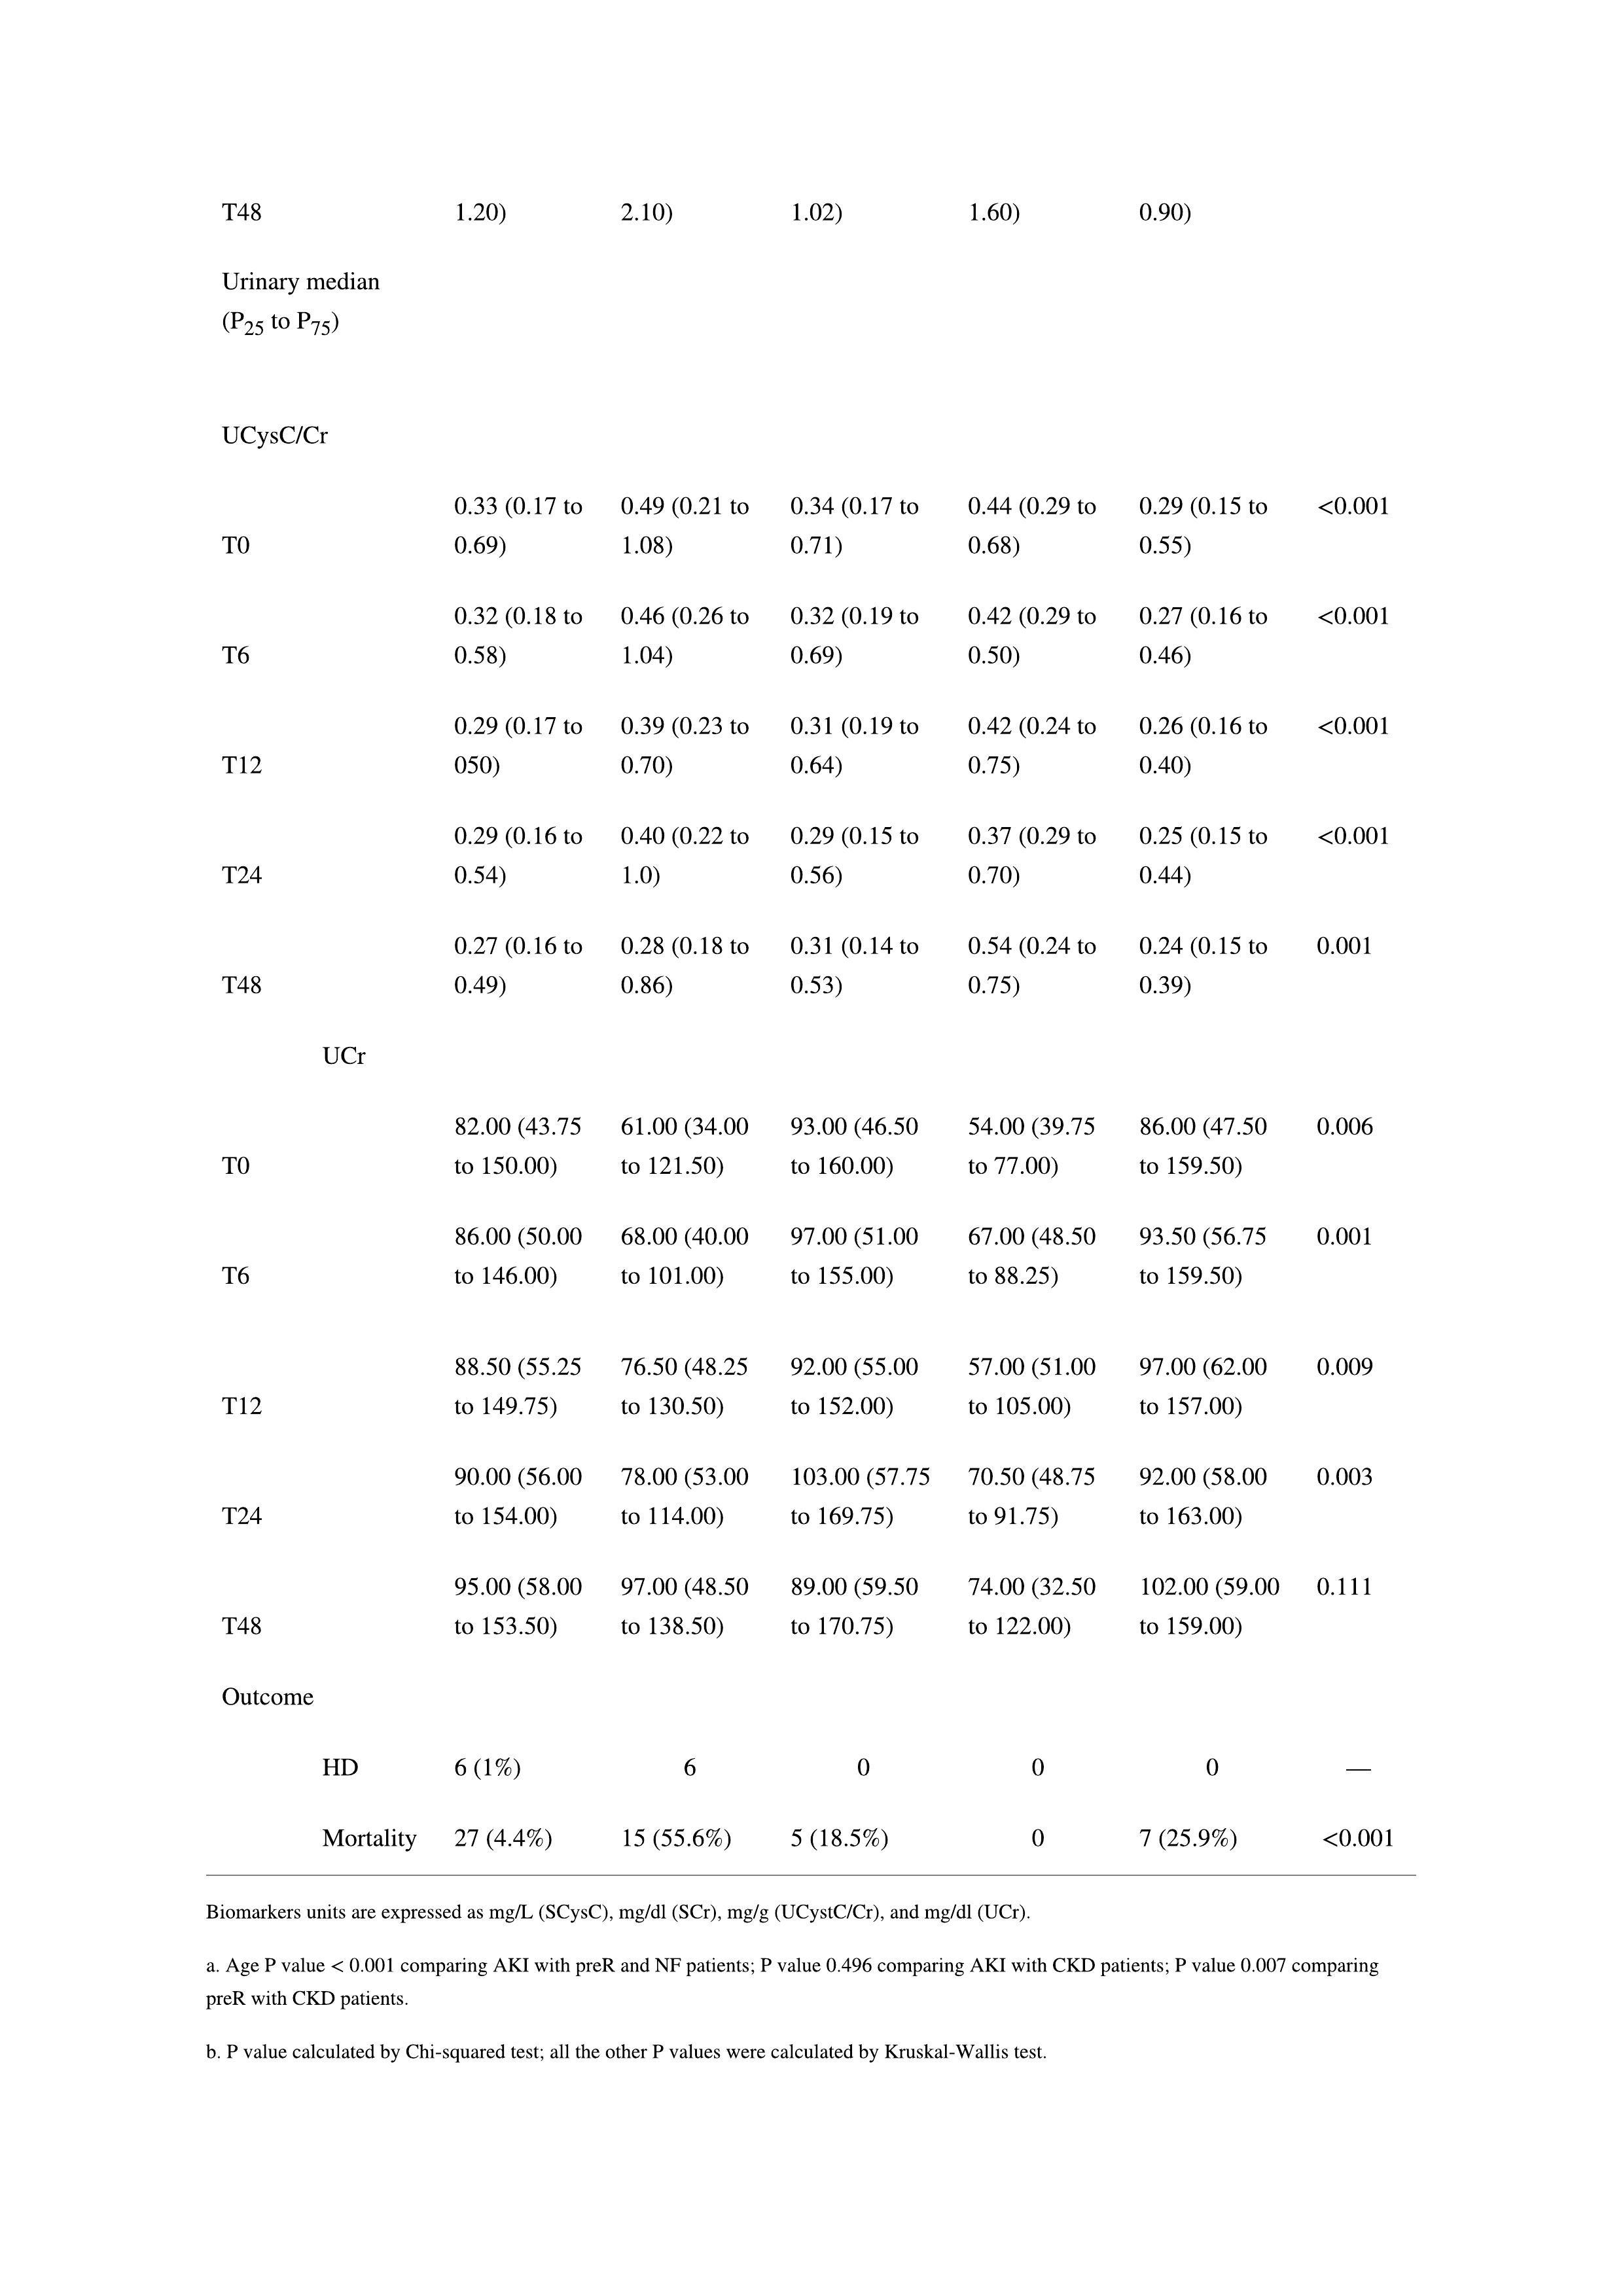 T48 1.20) 2.10) 1.02) 1.60) 0.90)
Urinary median
(P25 to P75)
UCysC/Cr
0.33 (0.17 to 0.49 (0.21 to 0.34 (0.17 to 0.44 (0.29 to 0.29 (0.15 to <0.001
T0 0.69) 1.08) 0.71) 0.68) 0.55)
0.32 (0.18 to 0.46 (0.26 to 0.32 (0.19 to 0.42 (0.29 to 0.27 (0.16 to <0.001
T6 0.58) 1.04) 0.69) 0.50) 0.46)
0.29 (0.17 to 0.39 (0.23 to 0.31 (0.19 to 0.42 (0.24 to 0.26 (0.16 to <0.001
T12 050) 0.70) 0.64) 0.75) 0.40)
0.29 (0.16 to 0.40 (0.22 to 0.29 (0.15 to 0.37 (0.29 to 0.25 (0.15 to <0.001
T24 0.54) 1.0) 0.56) 0.70) 0.44)
0.27 (0.16 to 0.28 (0.18 to 0.31 (0.14 to 0.54 (0.24 to 0.24 (0.15 to 0.001
T48 0.49) 0.86) 0.53) 0.75) 0.39)
UCr
82.00 (43.75 61.00 (34.00 93.00 (46.50 54.00 (39.75 86.00 (47.50 0.006
T0 to 150.00) to 121.50) to 160.00) to 77.00) to 159.50)
86.00 (50.00 68.00 (40.00 97.00 (51.00 67.00 (48.50 93.50 (56.75 0.001
T6 to 146.00) to 101.00) to 155.00) to 88.25) to 159.50)
88.50 (55.25 76.50 (48.25 92.00 (55.00 57.00 (51.00 97.00 (62.00 0.009
T12 to 149.75) to 130.50) to 152.00) to 105.00) to 157.00)
90.00 (56.00 78.00 (53.00 103.00 (57.75 70.50 (48.75 92.00 (58.00 0.003
T24 to 154.00) to 114.00) to 169.75) to 91.75) to 163.00)
95.00 (58.00 97.00 (48.50 89.00 (59.50 74.00 (32.50 102.00 (59.00 0.111
T48 to 153.50) to 138.50) to 170.75) to 122.00) to 159.00)
Outcome
HD 6 (1%) 6 0 0 0 —
Mortality 27 (4.4%) 15 (55.6%) 5 (18.5%) 0 7 (25.9%) <0.001
Biomarkers units are expressed as mg/L (SCysC), mg/dl (SCr), mg/g (UCystC/Cr), and mg/dl (UCr).
a. Age P value < 0.001 comparing AKI with preR and NF patients; P value 0.496 comparing AKI with CKD patients; P value 0.007 comparing
preR with CKD patients.
b. P value calculated by Chi-squared test; all the other P values were calculated by Kruskal-Wallis test.